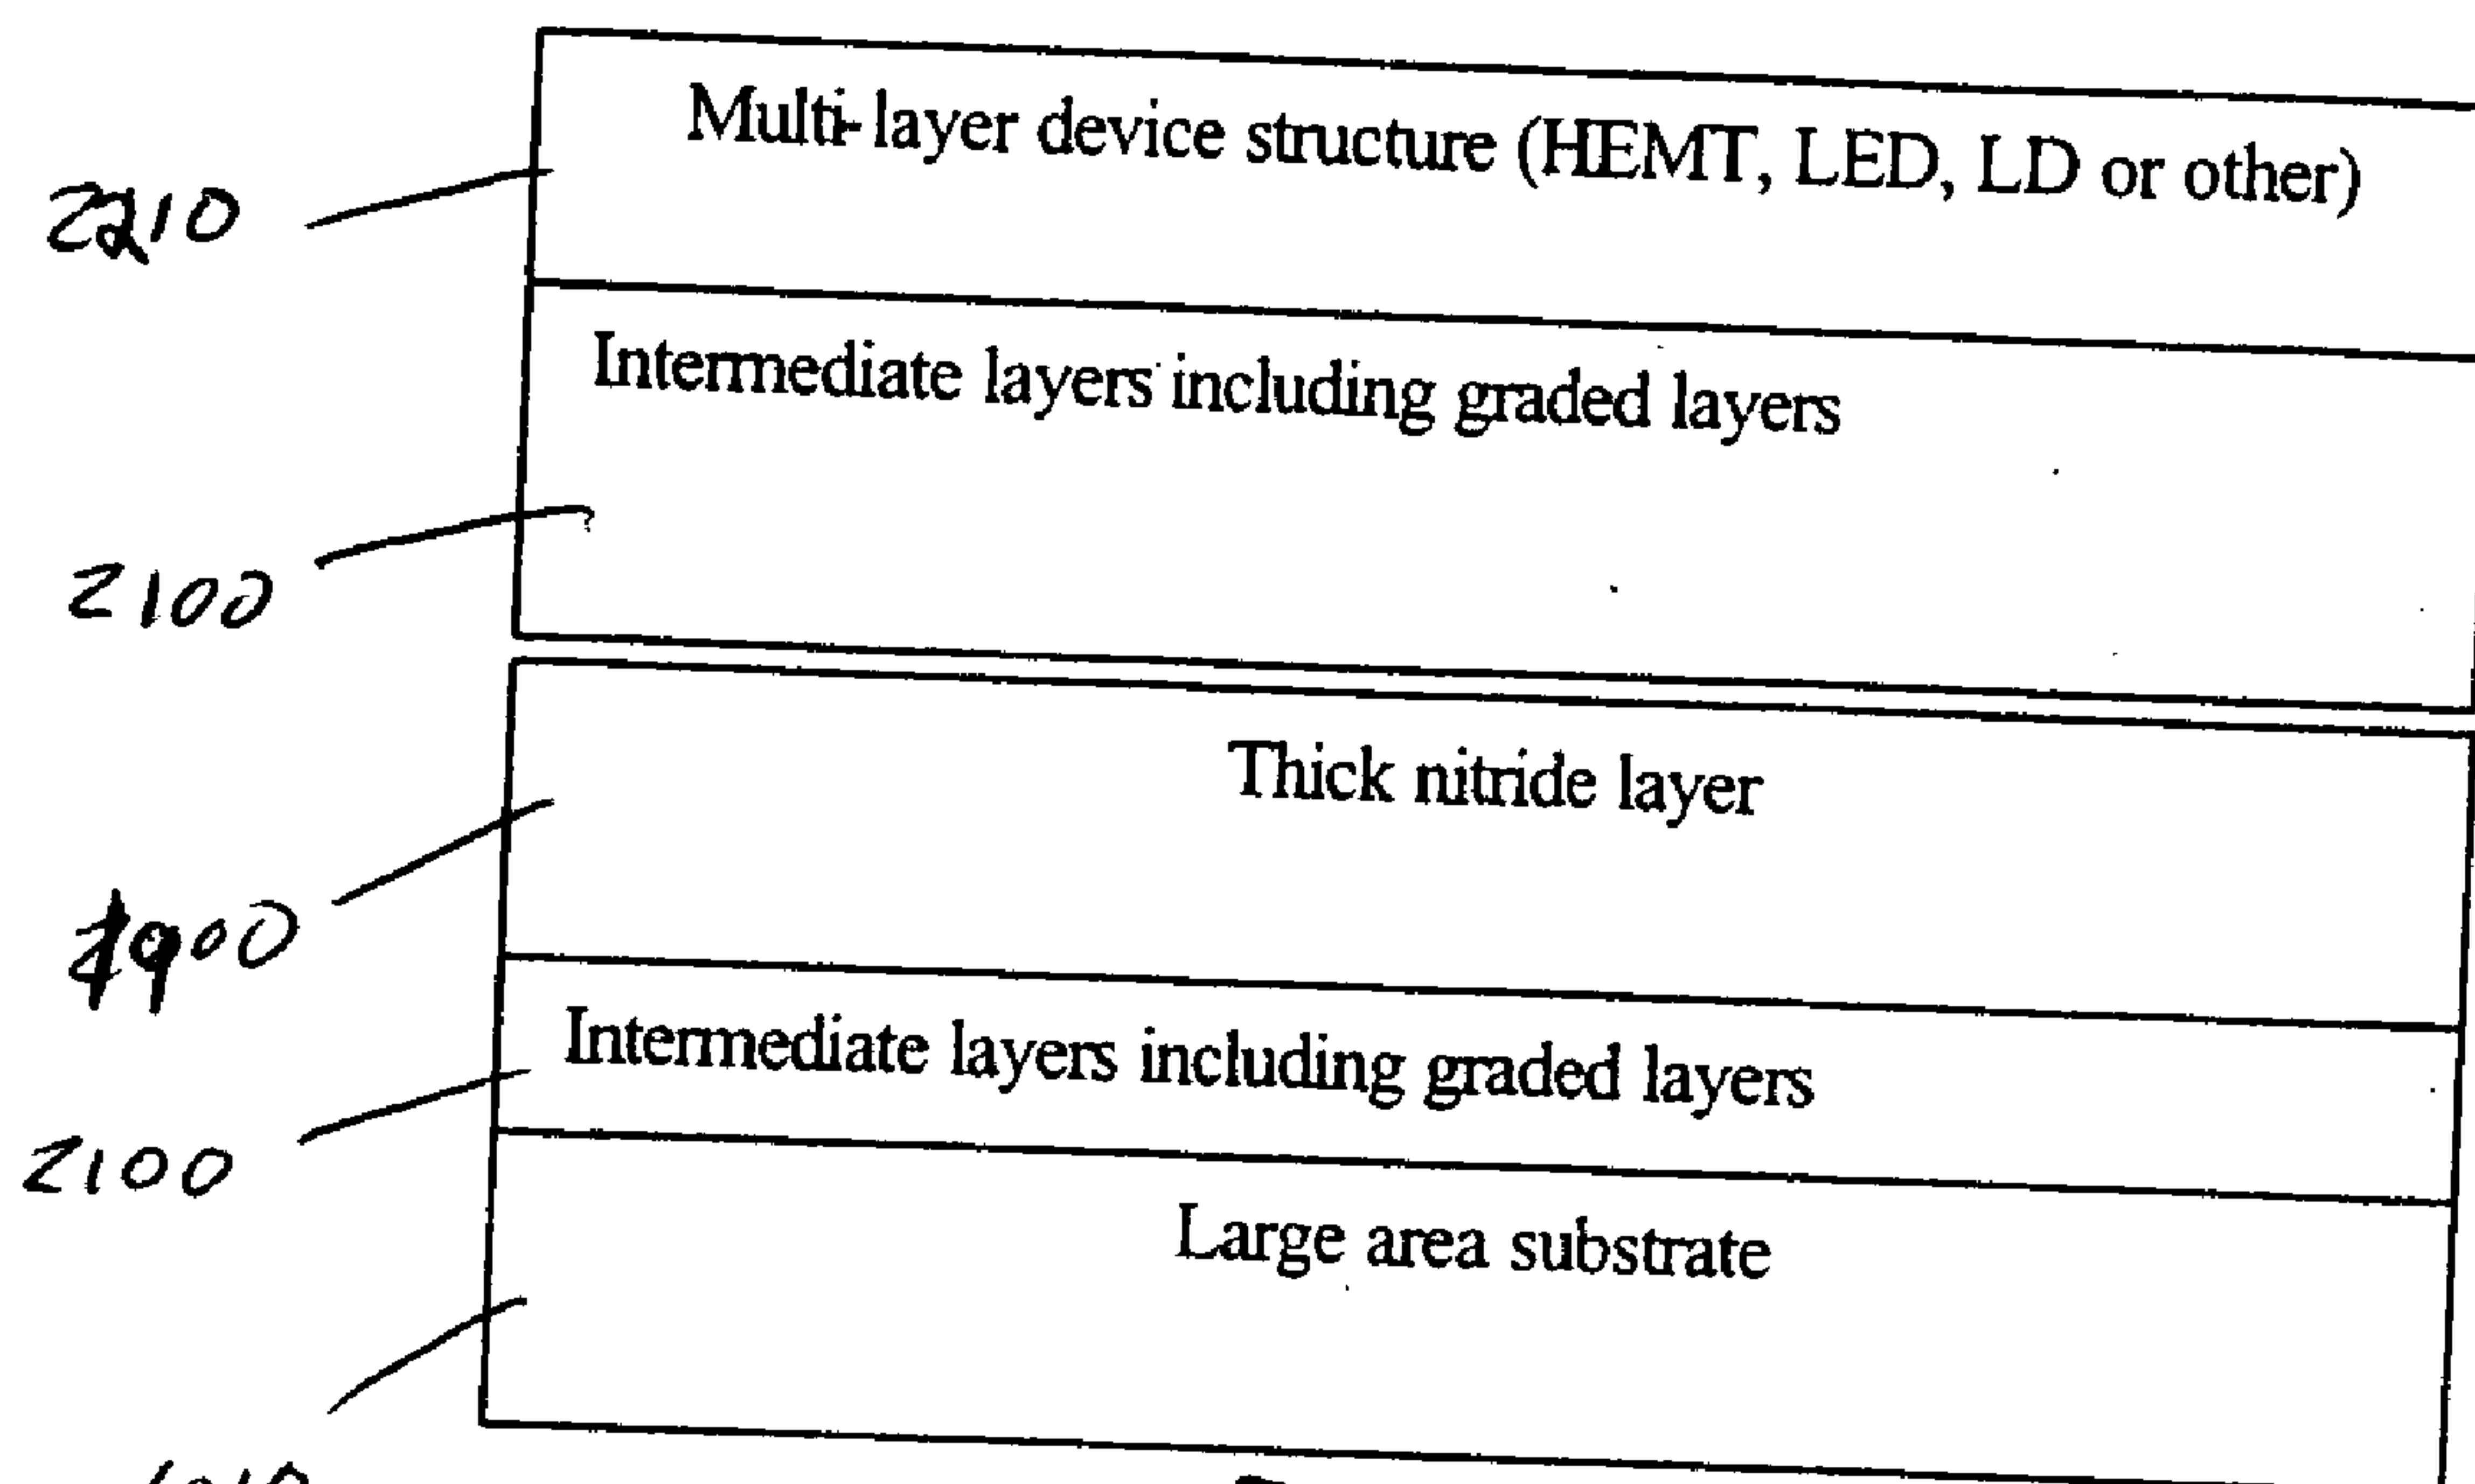 Multi-layer device structure (HEMT, LED, LD or other)
2210
Intermediate layers including graded layers
2100
Thick nitride layer
1900
Intermediate layers including graded layers
2100
Large area substrate